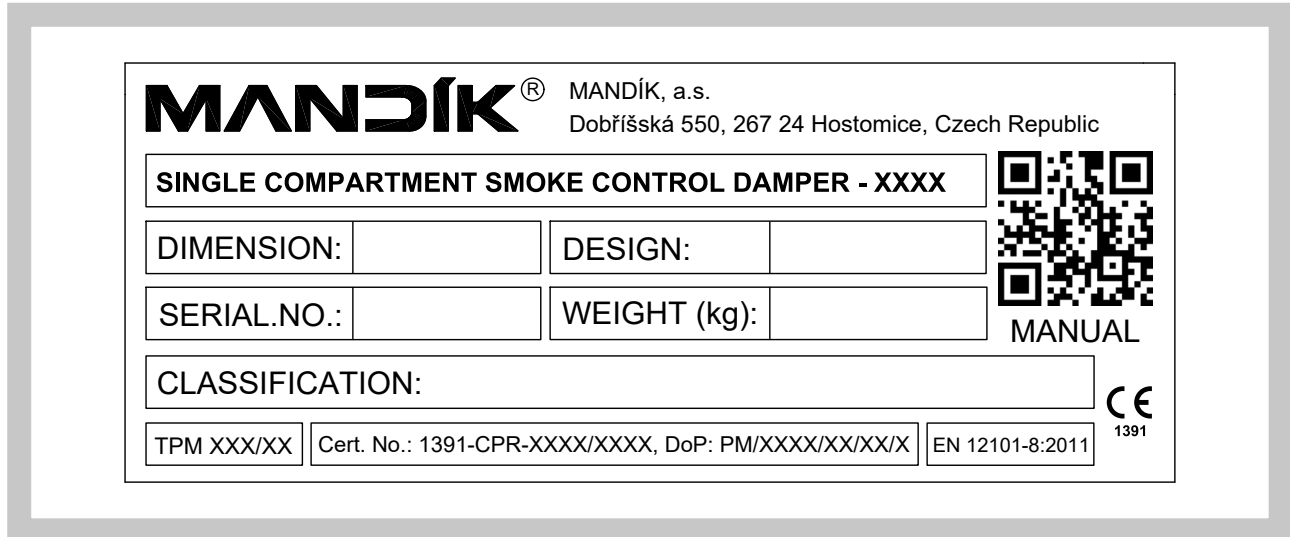 MANDÍK®
MANDÍK, a.s.
Dobříšská 550, 267 24 Hostomice, Czech Republic
SINGLE COMPARTMENT SMOKE CONTROL DAMPER - XXXX
DIMENSION:
DESIGN:
SERIAL.NO.:
WEIGHT (kg):
MANUAL
CLASSIFICATION:
CE
1391
TPM XXX/XX
Cert. No.: 1391-CPR-XXXX/XXXX, DoP: PM/XXXX/XX/XX/X
EN 12101-8:2011